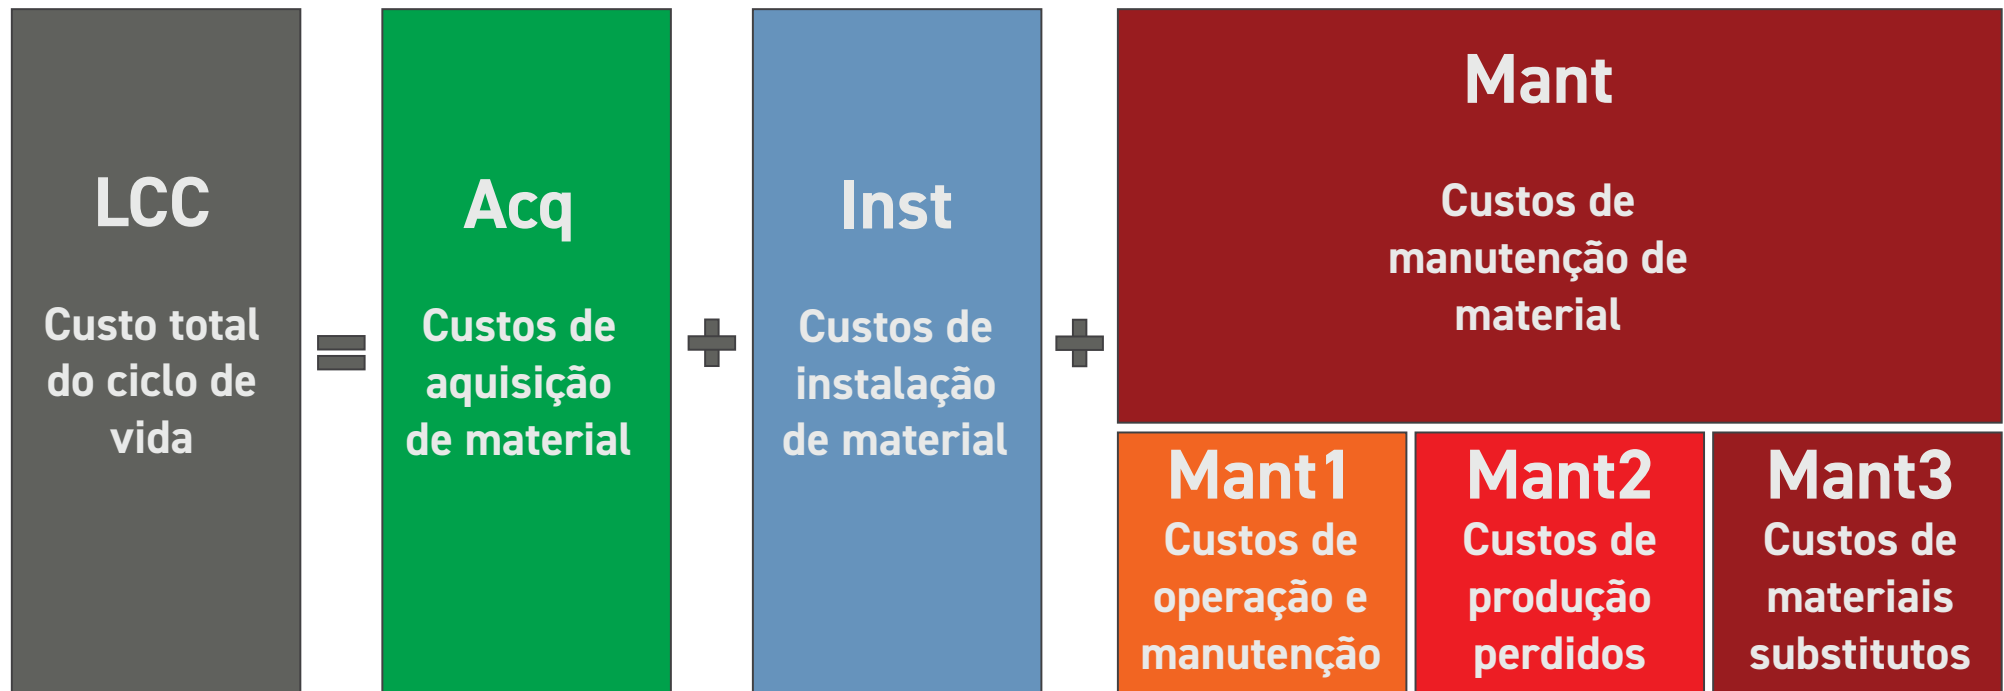 LCC
Custo total
do ciclo de
vida
=
Acq
Custos de
aquisição
de material
+
Inst
Custos de
instalação
de material
+
Mant
Custos de
manutenção de
material
Mant1
Custos de
operação e
manutenção
Mant2
Custos de
produção
perdidos
Mant3
Custos de
materiais
substitutos